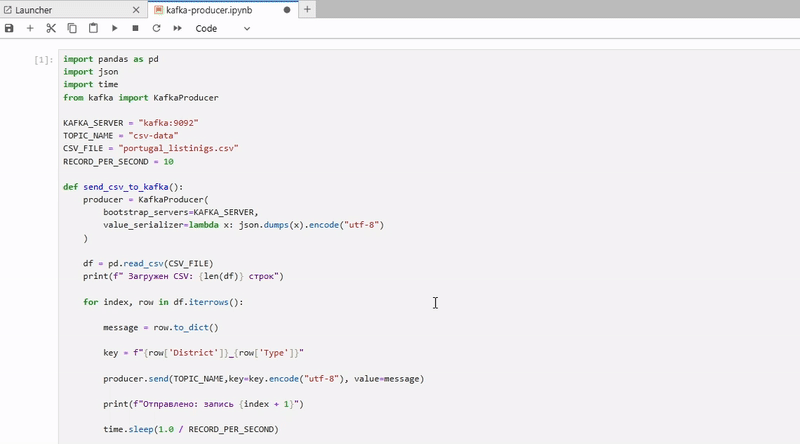 Launcher
kafka-producer.ipynb
Code
[1]:
import pandas as pd
import json
import time
from kafka import KafkaProducer
KAFKA_SERVER = "kafka:9092"
TOPIC_NAME = "csv-data"
CSV_FILE = "portugal_listinigs.csv"
RECORD_PER_SECOND = 10
def send_csv_to_kafka():
    producer = KafkaProducer(
        bootstrap_servers=KAFKA_SERVER,
        value_serializer=lambda x: json.dumps(x).encode("utf-8")
    )
    df = pd.read_csv(CSV_FILE)
    print(f" Загружен CSV: {len(df)} строк")
    for index, row in df.iterrows():
        message = row.to_dict()
        key = f"{row['District']}_{row['Type']}"
        producer.send(TOPIC_NAME,key=key.encode("utf-8"), value=message)
        print(f"Отправлено: запись {index + 1}")
        time.sleep(1.0 / RECORD_PER_SECOND)